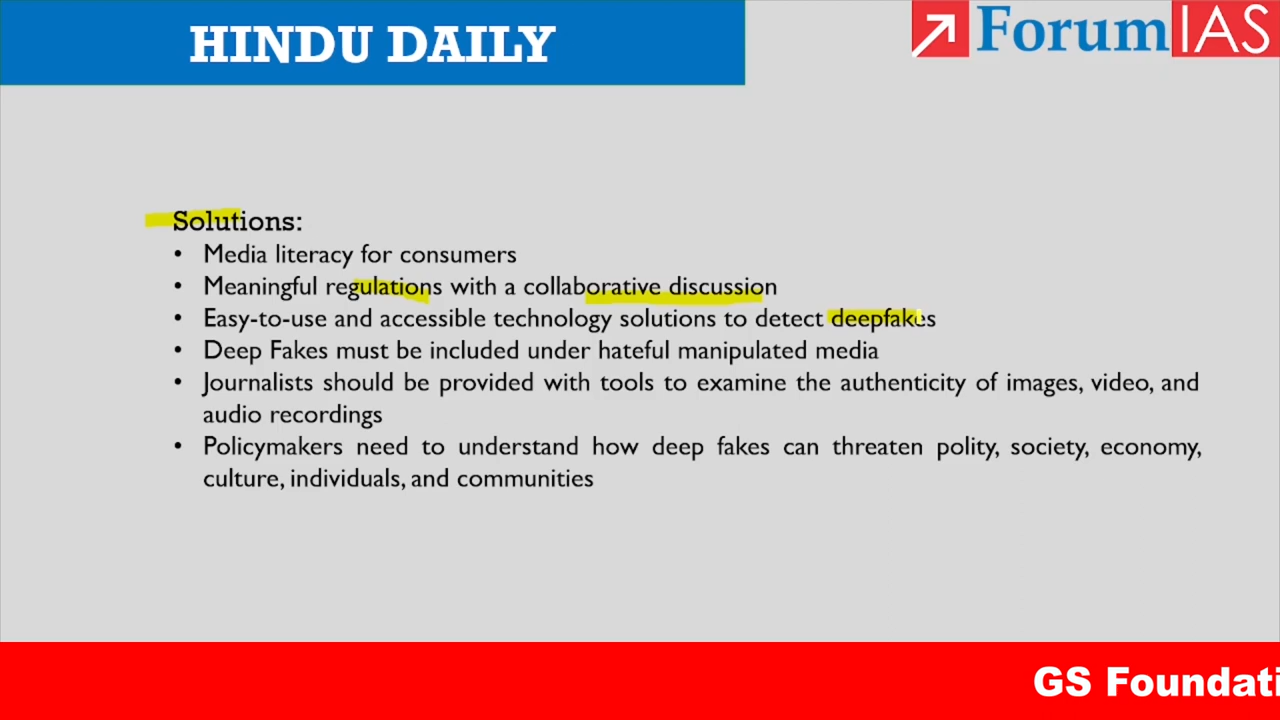 HINDU DAILY
ForumIAS
Solutions:
• Media literacy for consumers
• Meaningful regulations with a collaborative discussion
• Easy-to-use and accessible technology solutions to detect deepfakes
• Deep Fakes must be included under hateful manipulated media
• Journalists should be provided with tools to examine the authenticity of images, video, and
audio recordings
• Policymakers need to understand how deep fakes can threaten polity, society, economy,
culture, individuals, and communities
GS Foundati